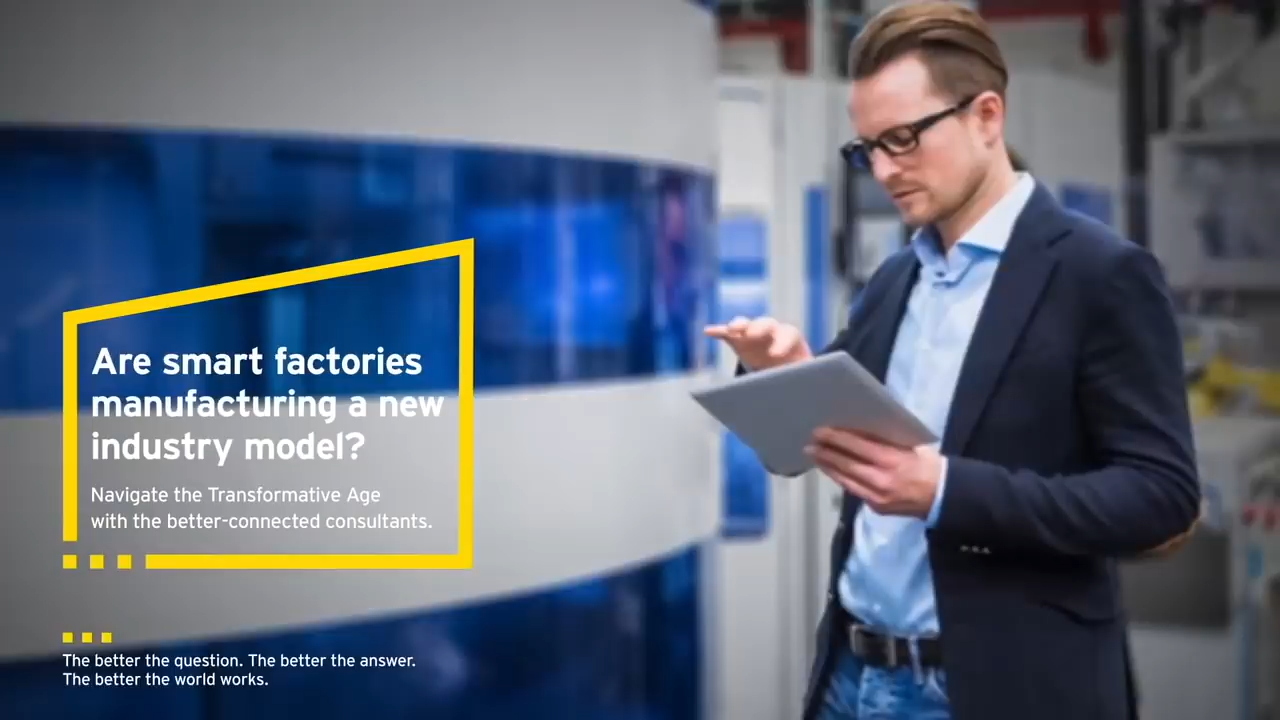 Are smart factories
manufacturing a new
industry model?
Navigate the Transformative Age
with the better-connected consultants.
The better the question. The better the answer.
The better the world works.